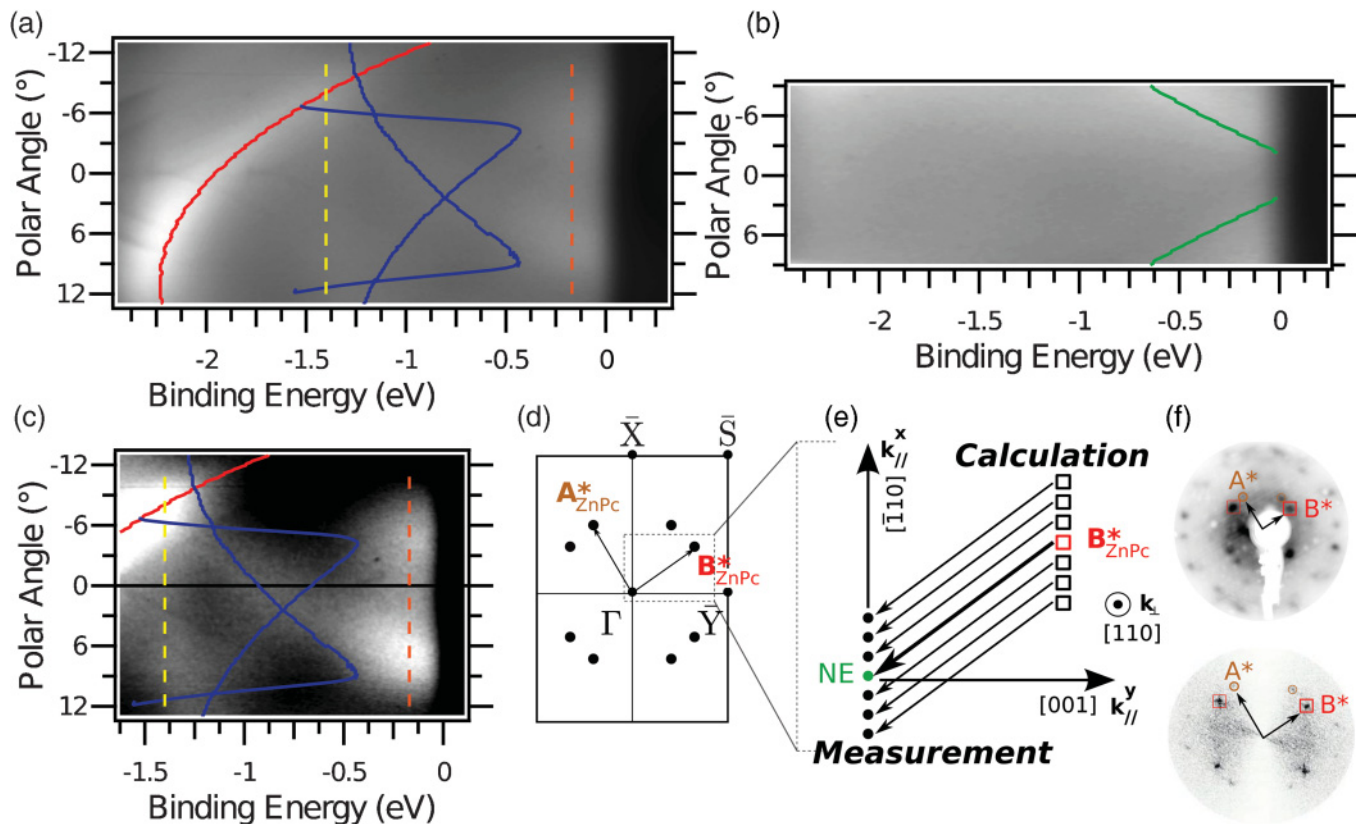 (a)
-12
-6
0
6
12
Polar Angle (°)
-2
-1.5
-1
-0.5
0
Binding Energy (eV)
(b)
-6
0
6
Polar Angle (°)
-2
-1.5
-1
-0.5
0
Binding Energy (eV)
(c)
-12
-6
0
6
12
Polar Angle (°)
-1.5
-1
-0.5
0
Binding Energy (eV)
(d)
X̄ S̄
A*ZnPc
B*ZnPc
Γ Ȳ
(e)
k//x
[1̄10]
Calculation
B*ZnPc
k⊥
[110]
NE
[001] k//y
Measurement
(f)
A*
B*
A*
B*